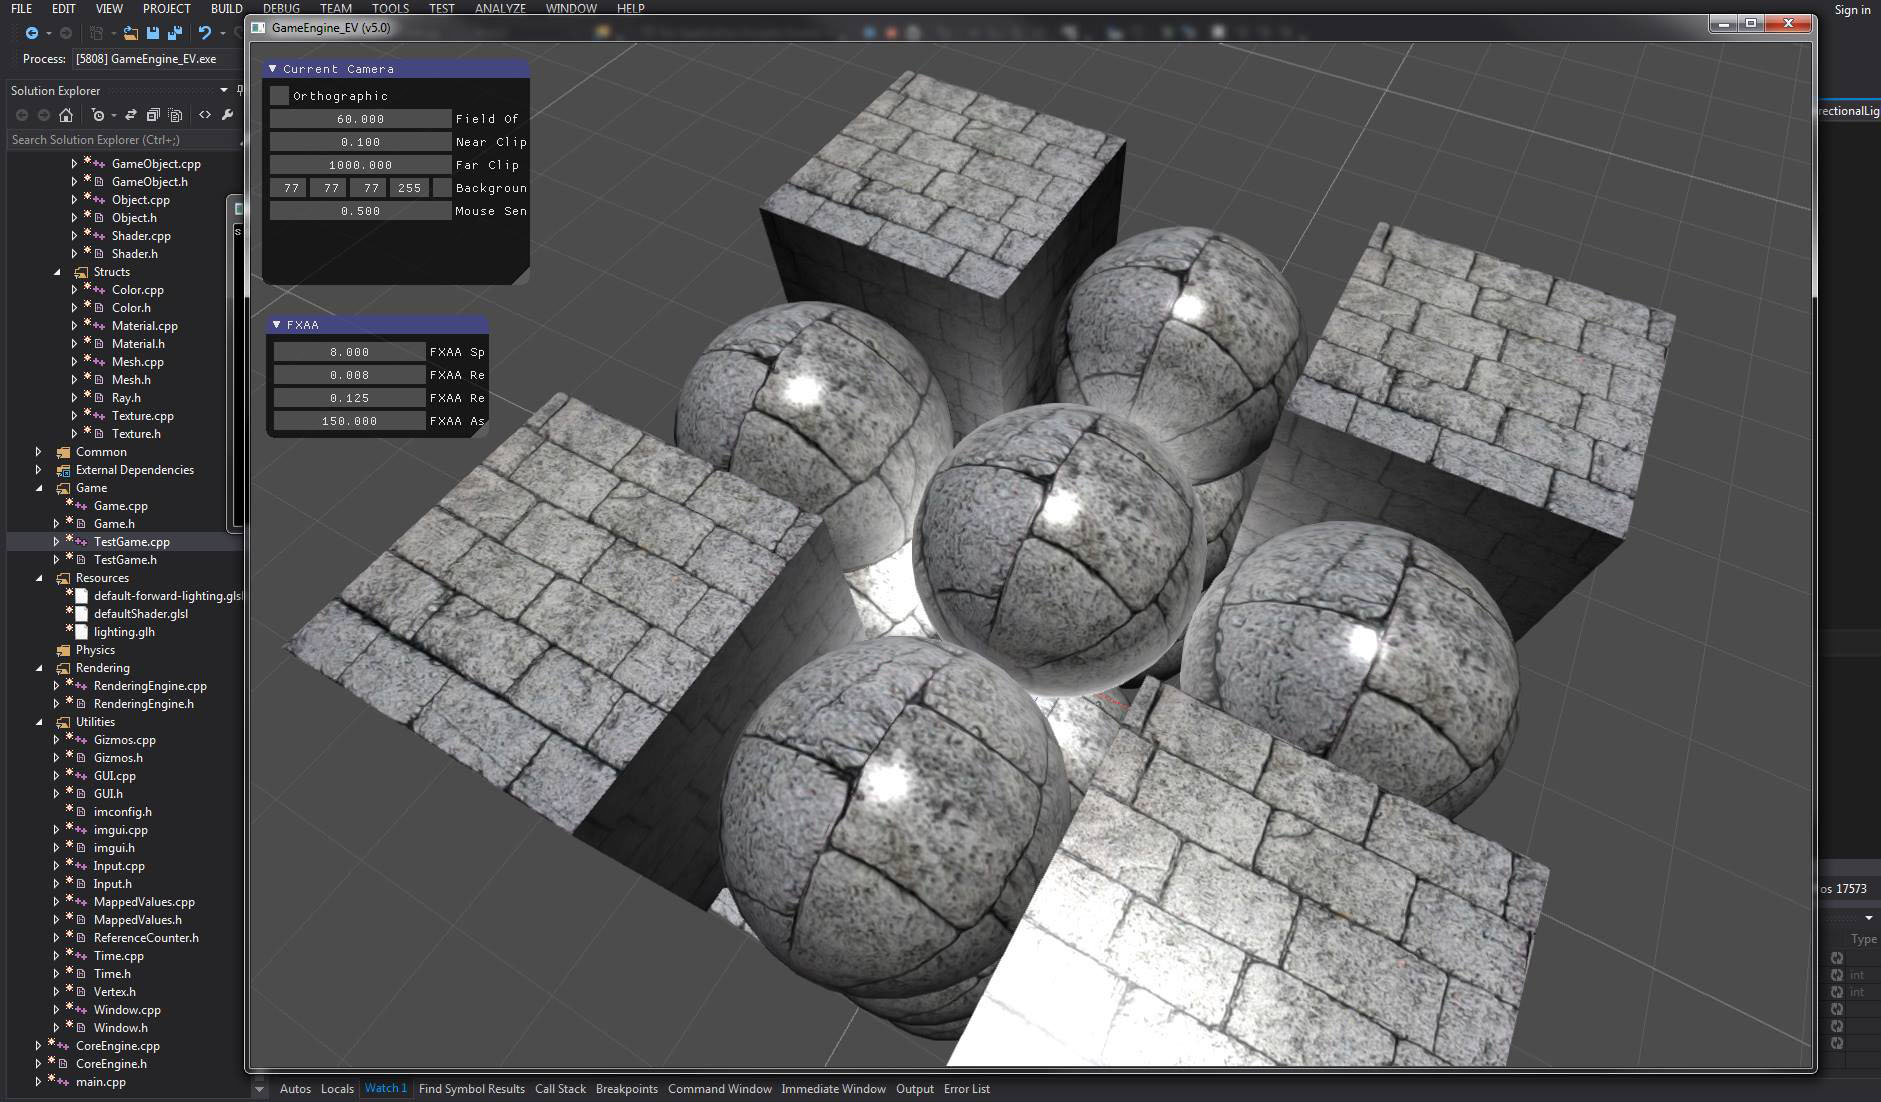 FILE EDIT VIEW PROJECT BUILD DEBUG TEAM TOOLS TEST ANALYZE WINDOW HELP
Sign in
GameEngine_EV (v5.0)
Process: [5808] GameEngine_EV.exe
Solution Explorer
Search Solution Explorer (Ctrl+;)
GameObject.cpp
GameObject.h
Object.cpp
Object.h
Shader.cpp
Shader.h
Structs
Color.cpp
Color.h
Material.cpp
Material.h
Mesh.cpp
Mesh.h
Ray.h
Texture.cpp
Texture.h
Common
External Dependencies
Game
Game.cpp
Game.h
TestGame.cpp
TestGame.h
Resources
default-forward-lighting.glsl
defaultShader.glsl
lighting.glh
Physics
Rendering
RenderingEngine.cpp
RenderingEngine.h
Utilities
Gizmos.cpp
Gizmos.h
GUI.cpp
GUI.h
imconfig.h
imgui.cpp
imgui.h
Input.cpp
Input.h
MappedValues.cpp
MappedValues.h
ReferenceCounter.h
Time.cpp
Time.h
Vertex.h
Window.cpp
Window.h
CoreEngine.cpp
CoreEngine.h
main.cpp
s
Current Camera
Orthographic
60.000 Field Of
0.100 Near Clip
1000.000 Far Clip
77 77 77 255 Backgroun
0.500 Mouse Sen
FXAA
8.000 FXAA Sp
0.008 FXAA Re
0.125 FXAA Re
150.000 FXAA As
rectionalLig
os 17573
Type
int
int
Autos Locals Watch 1 Find Symbol Results Call Stack Breakpoints Command Window Immediate Window Output Error List